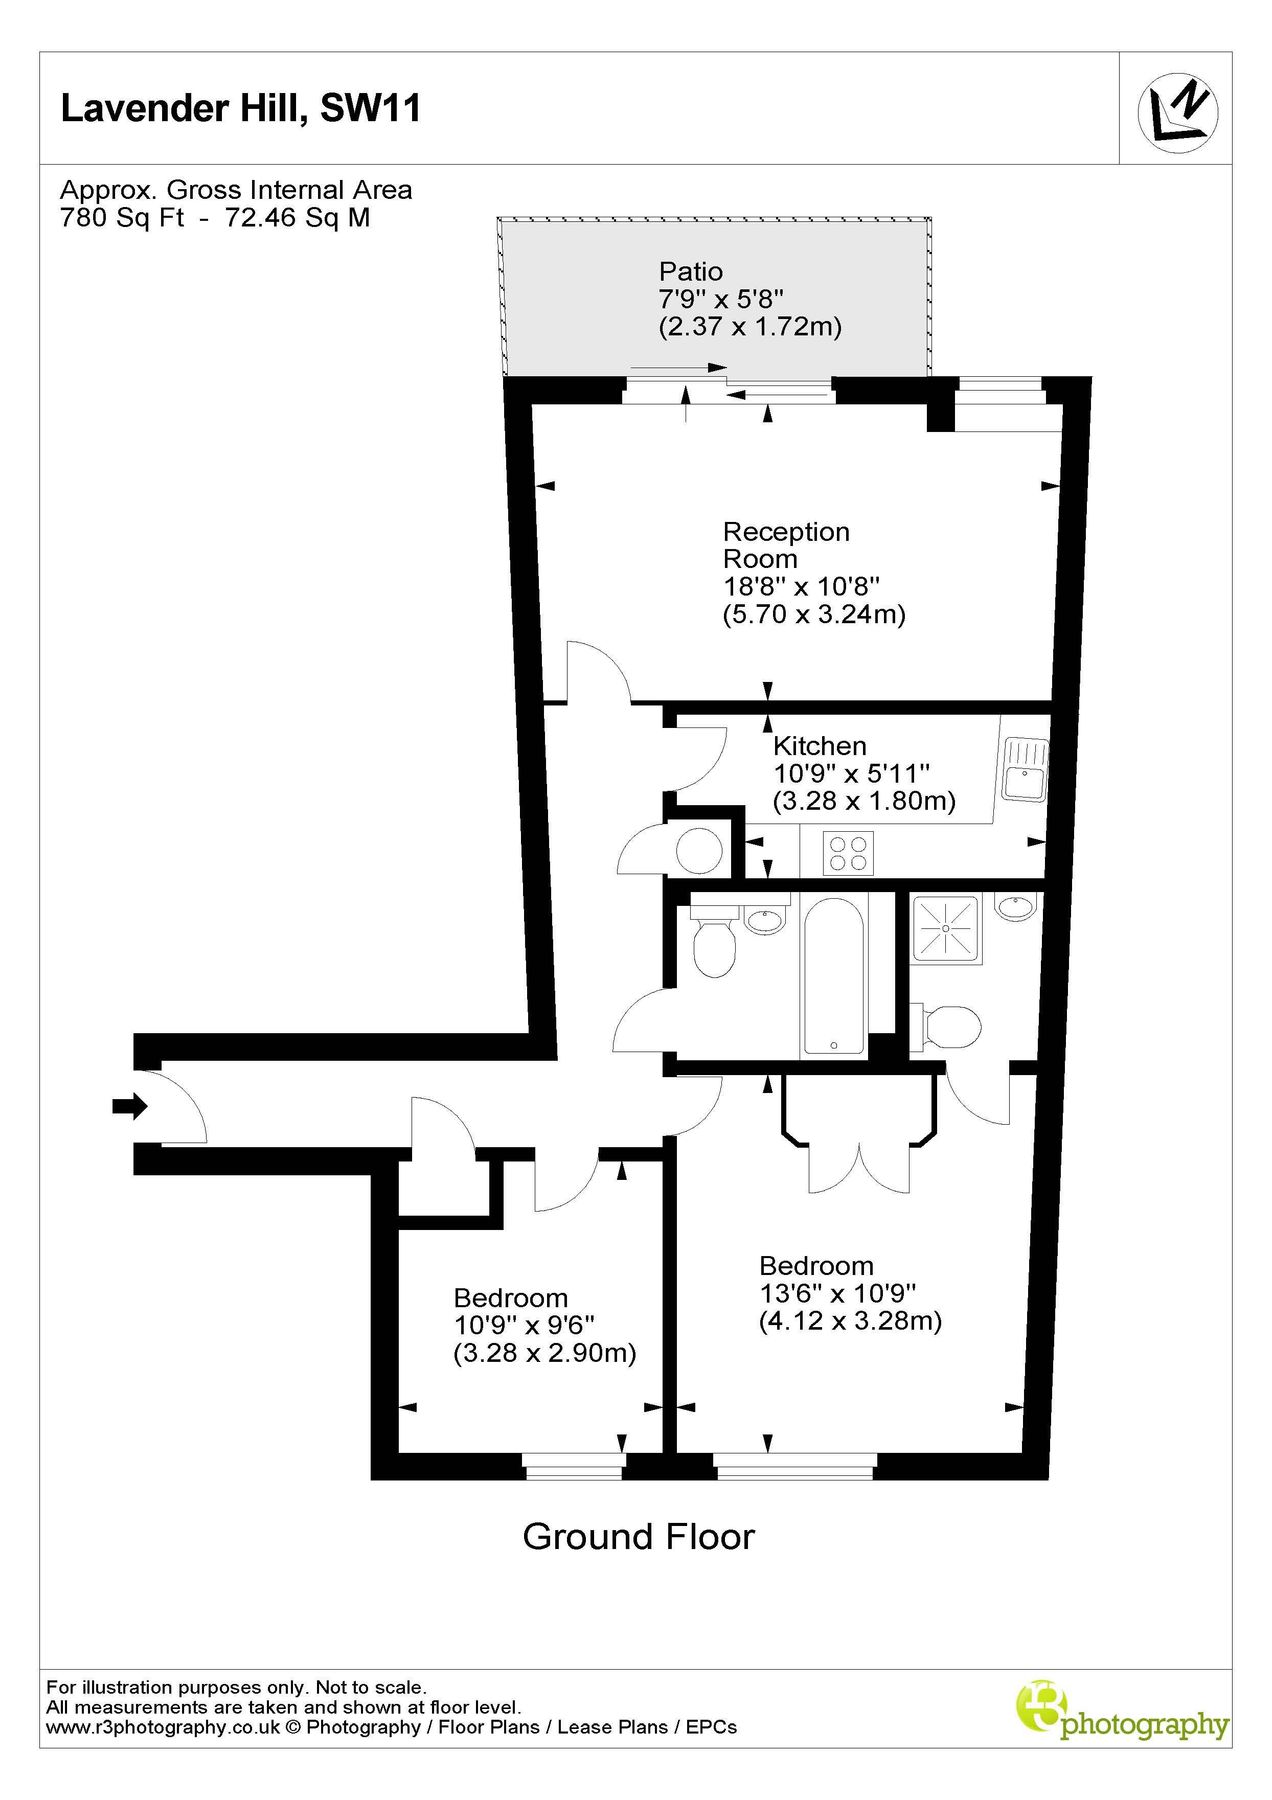 Lavender Hill, SW11
N
Approx. Gross Internal Area
780 Sq Ft - 72.46 Sq M
Patio
7'9" x 5'8"
(2.37 x 1.72m)
Reception
Room
18'8" x 10'8"
(5.70 x 3.24m)
Kitchen
10'9" x 5'11"
(3.28 x 1.80m)
Bedroom
13'6" x 10'9"
(4.12 x 3.28m)
Bedroom
10'9" x 9'6"
(3.28 x 2.90m)
Ground Floor
For illustration purposes only. Not to scale.
All measurements are taken and shown at floor level.
www.r3photography.co.uk © Photography / Floor Plans / Lease Plans / EPCs
R3 photography